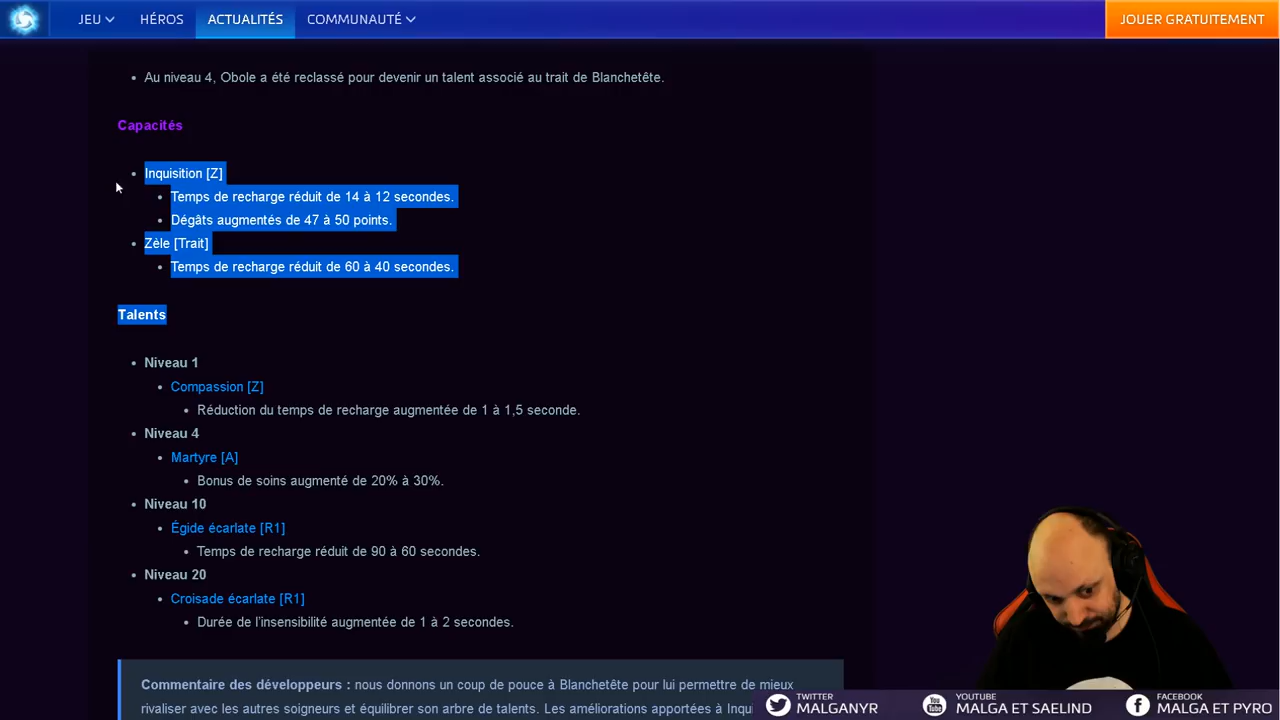 JEU HÉROS ACTUALITÉS COMMUNAUTÉ JOUER GRATUITEMENT
Au niveau 4, Obole a été reclassé pour devenir un talent associé au trait de Blanchetête.
Capacités
Inquisition [Z]
Temps de recharge réduit de 14 à 12 secondes.
Dégâts augmentés de 47 à 50 points.
Zèle [Trait]
Temps de recharge réduit de 60 à 40 secondes.
Talents
Niveau 1
Compassion [Z]
Réduction du temps de recharge augmentée de 1 à 1,5 seconde.
Niveau 4
Martyre [A]
Bonus de soins augmenté de 20% à 30%.
Niveau 10
Égide écarlate [R1]
Temps de recharge réduit de 90 à 60 secondes.
Niveau 20
Croisade écarlate [R1]
Durée de l'insensibilité augmentée de 1 à 2 secondes.
Commentaire des développeurs : nous donnons un coup de pouce à Blanchetête pour lui permettre de mieux
rivaliser avec les autres soigneurs et équilibrer son arbre de talents. Les améliorations apportées à Inqui
TWITTER
MALGANYR
YOUTUBE
MALGA ET SAELIND
FACEBOOK
MALGA ET PYRO